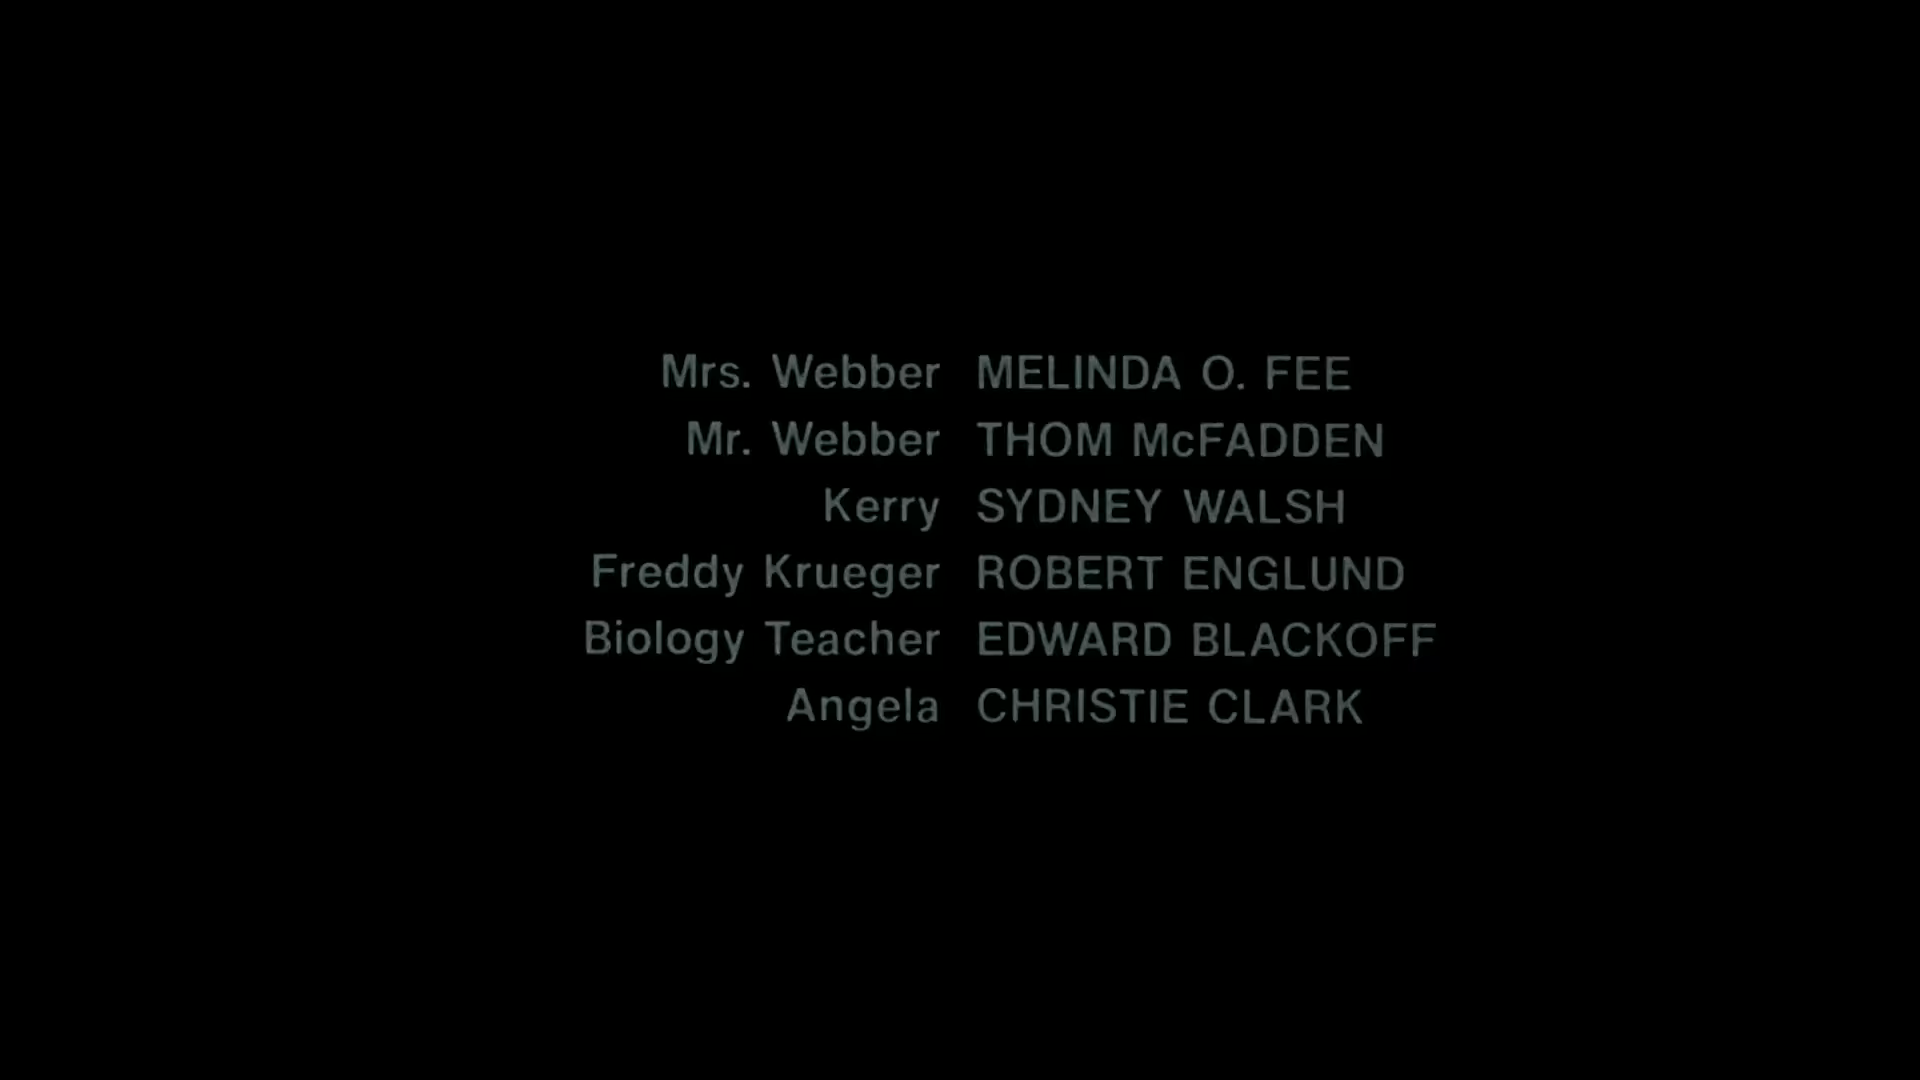 Mrs. Webber MELINDA O. FEE
Mr. Webber THOM McFADDEN
Kerry SYDNEY WALSH
Freddy Krueger ROBERT ENGLUND
Biology Teacher EDWARD BLACKOFF
Angela CHRISTIE CLARK